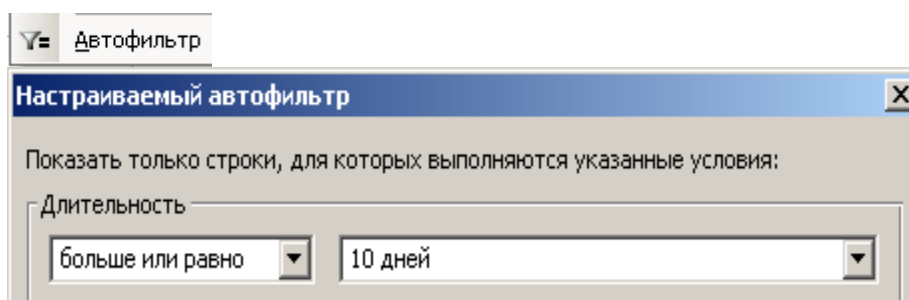 Автофильтр
Настраиваемый автофильтр
Показать только строки, для которых выполняются указанные условия:
Длительность
больше или равно 10 дней